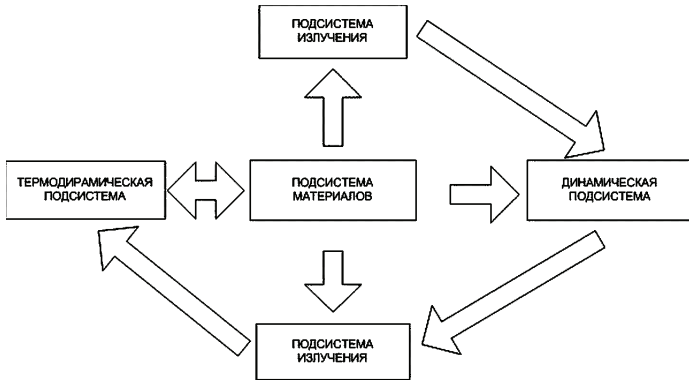 ПОДСИСТЕМА
ИЗЛУЧЕНИЯ
ТЕРМОДИРАМИЧЕСКАЯ
ПОДСИСТЕМА
ПОДСИСТЕМА
МАТЕРИАЛОВ
ДИНАМИЧЕСКАЯ
ПОДСИСТЕМА
ПОДСИСТЕМА
ИЗЛУЧЕНИЯ